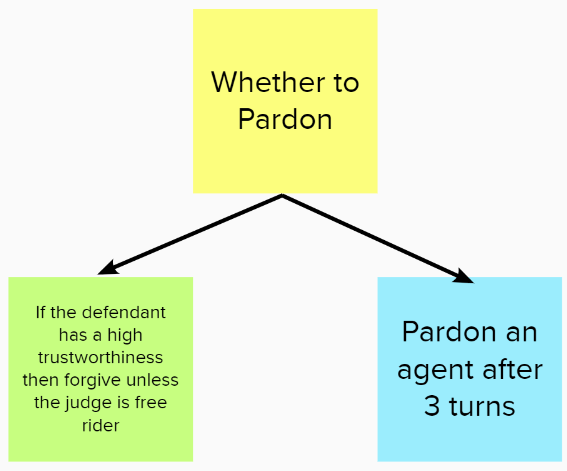 Whether to
Pardon
If the defendant
has a high
trustworthiness
then forgive unless
the judge is free
rider
Pardon an
agent after
3 turns